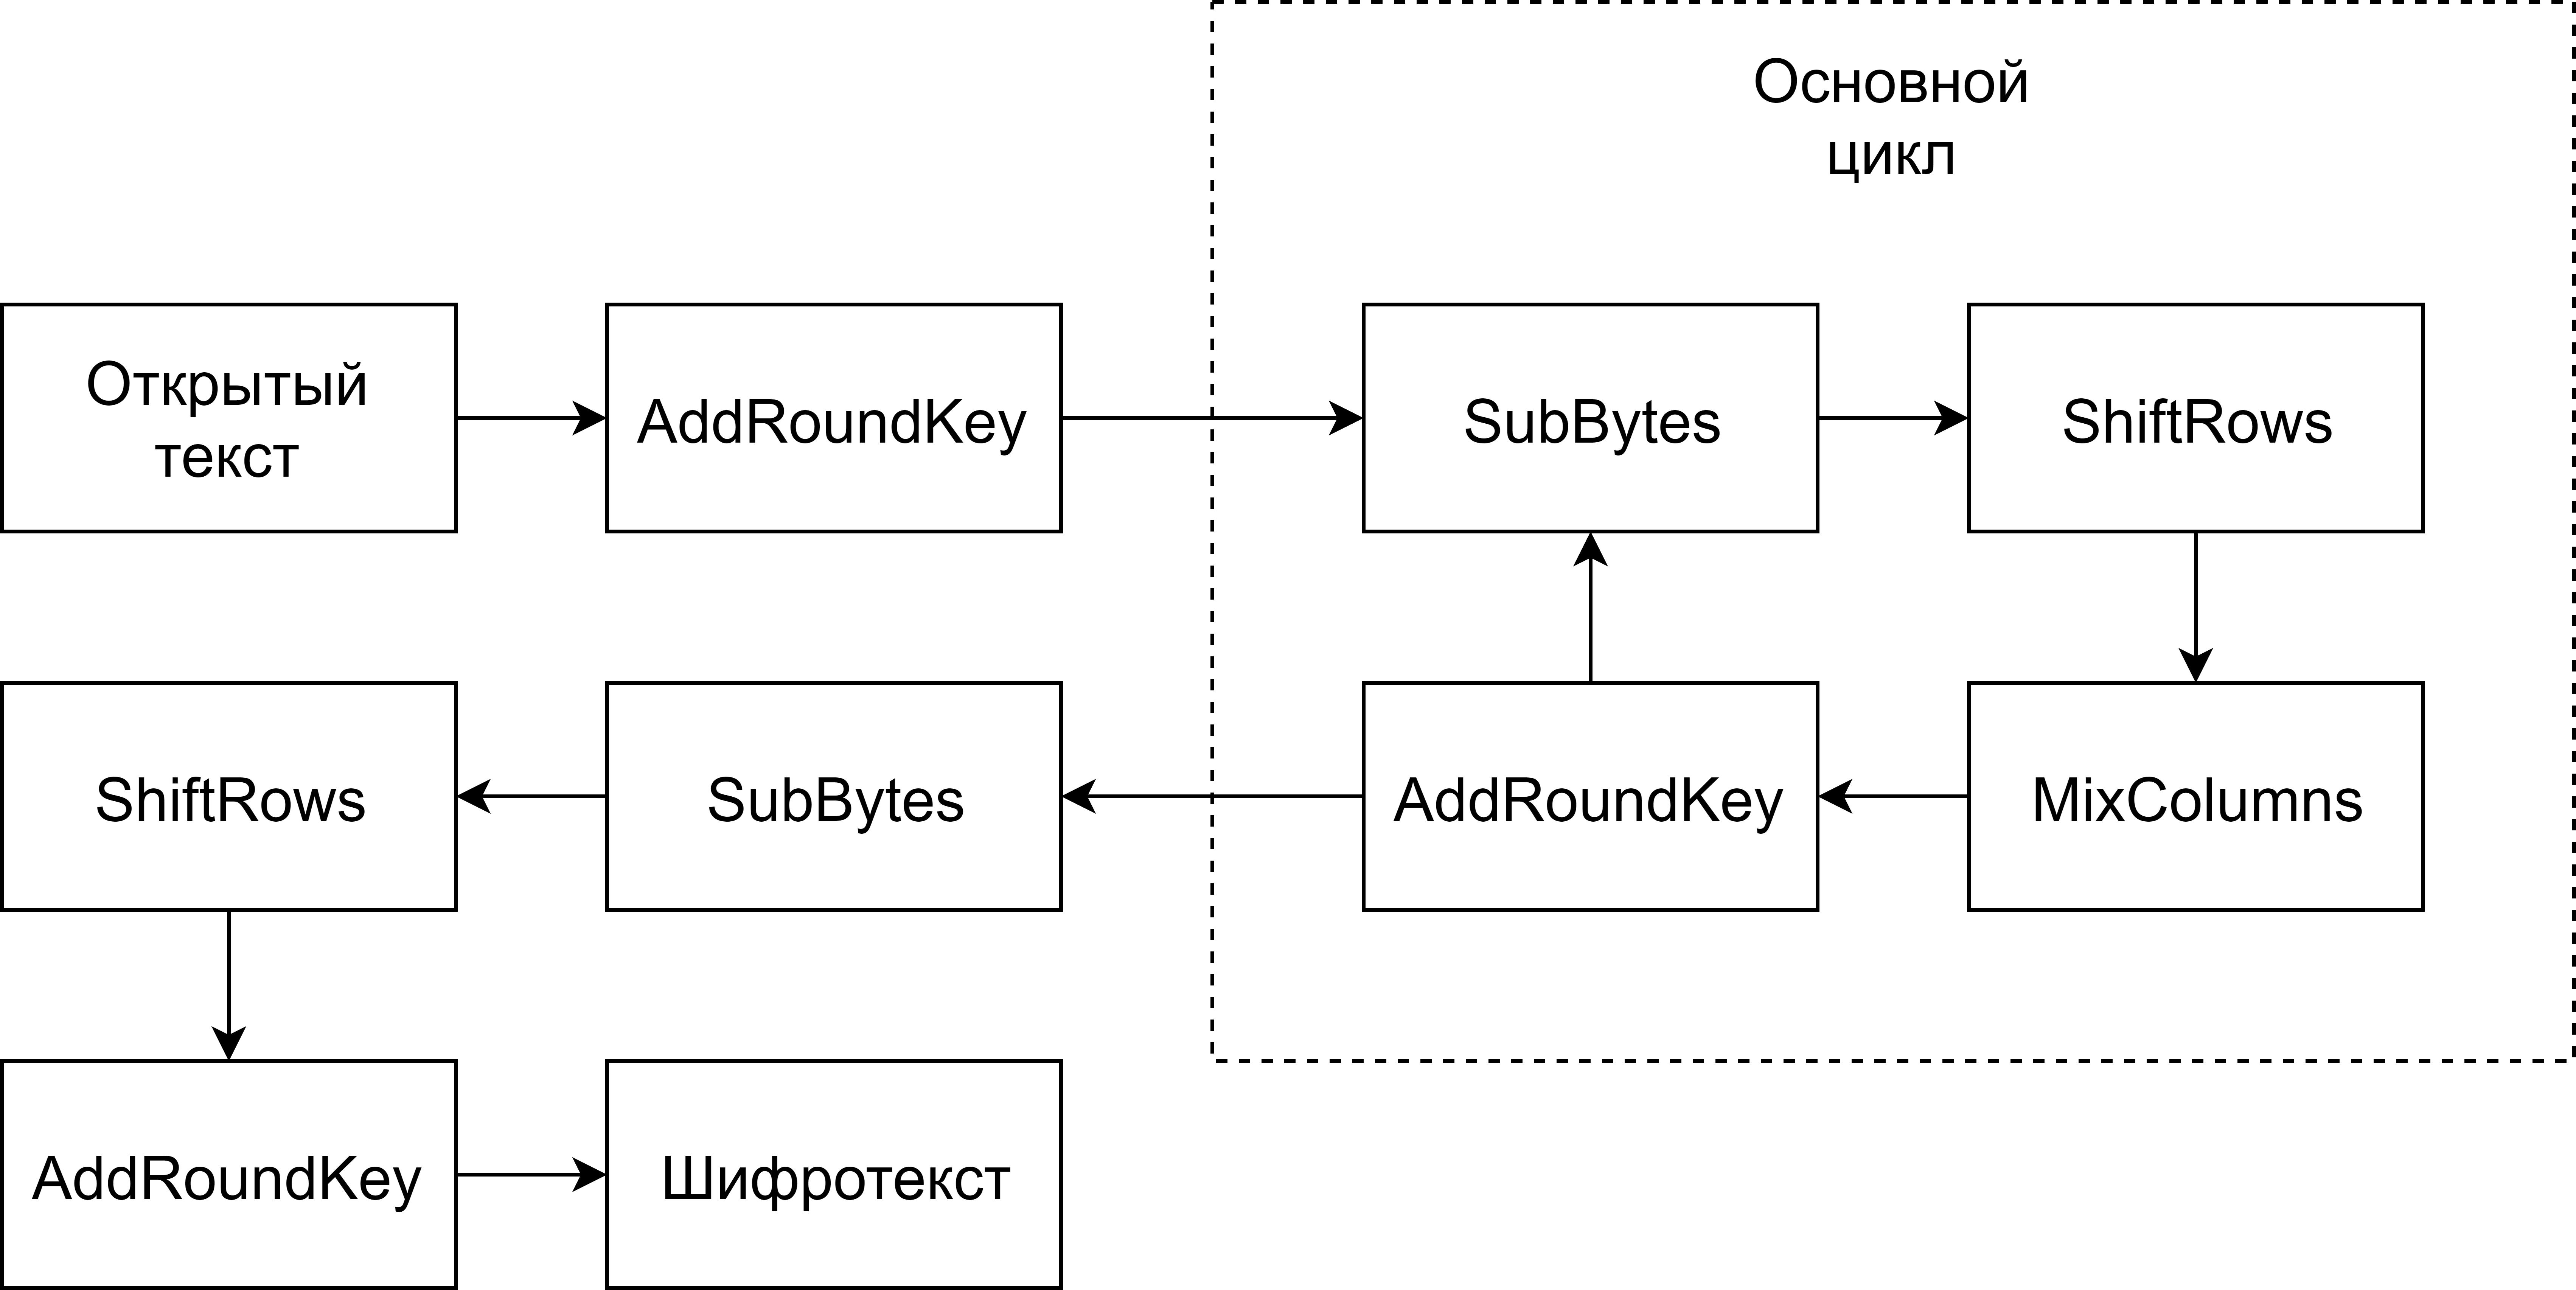 Основной
цикл
Открытый
текст
AddRoundKey
SubBytes
ShiftRows
ShiftRows
SubBytes
AddRoundKey
MixColumns
AddRoundKey
Шифротекст